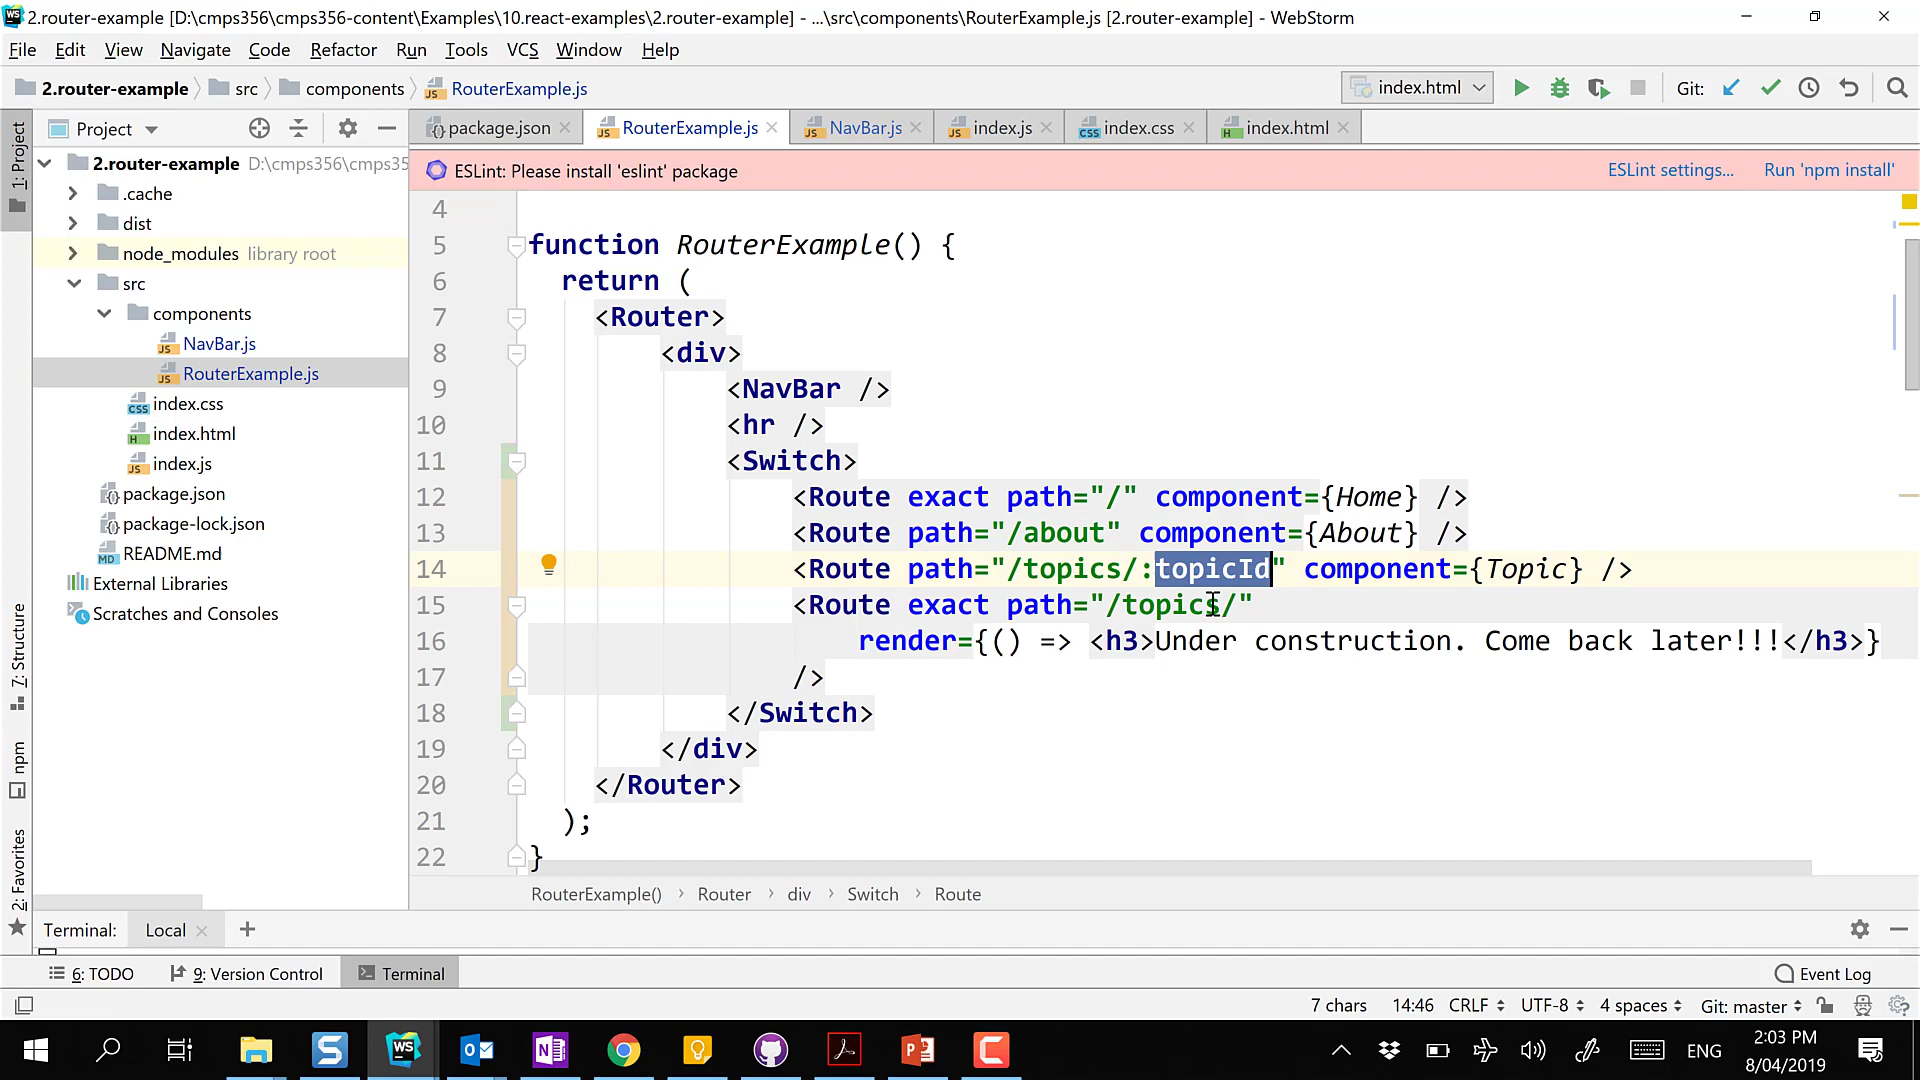 2.router-example [D:\cmps356\cmps356-content\Examples\10.react-examples\2.router-example] - ...\src\components\RouterExample.js [2.router-example] - WebStorm
File Edit View Navigate Code Refactor Run Tools VCS Window Help
2.router-example src components RouterExample.js index.html Git:
Project package.json RouterExample.js NavBar.js index.js index.css index.html
1: Project
2.router-example D:\cmps356\cmps35
.cache
dist
node_modules library root
src
components
NavBar.js
RouterExample.js
index.css
index.html
index.js
package.json
package-lock.json
README.md
External Libraries
Scratches and Consoles
7: Structure
npm
2: Favorites
ESLint: Please install 'eslint' package ESLint settings... Run 'npm install'
4
5 function RouterExample() {
6 return (
7 <Router>
8 <div>
9 <NavBar />
10 <hr />
11 <Switch>
12 <Route exact path="/" component={Home} />
13 <Route path="/about" component={About} />
14 <Route path="/topics/:topicId" component={Topic} />
15 <Route exact path="/topics/"
16 render={() => <h3>Under construction. Come back later!!!</h3>}
17 />
18 </Switch>
19 </div>
20 </Router>
21 );
22 }
RouterExample() › Router › div › Switch › Route
Terminal: Local
6: TODO 9: Version Control Terminal Event Log
7 chars 14:46 CRLF UTF-8 4 spaces Git: master
ENG 2:03 PM
8/04/2019